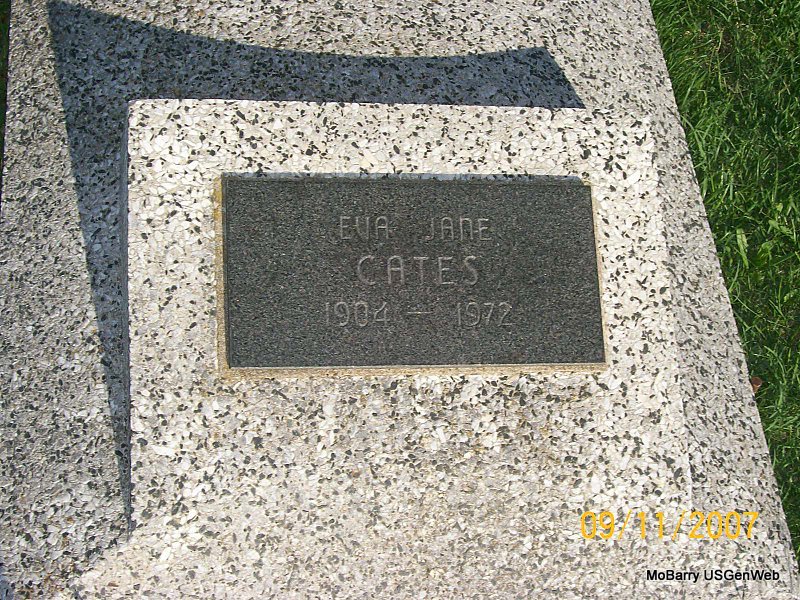 EVA JANE
CATES
1904 — 1972
09/11/2007
MoBarry USGenWeb